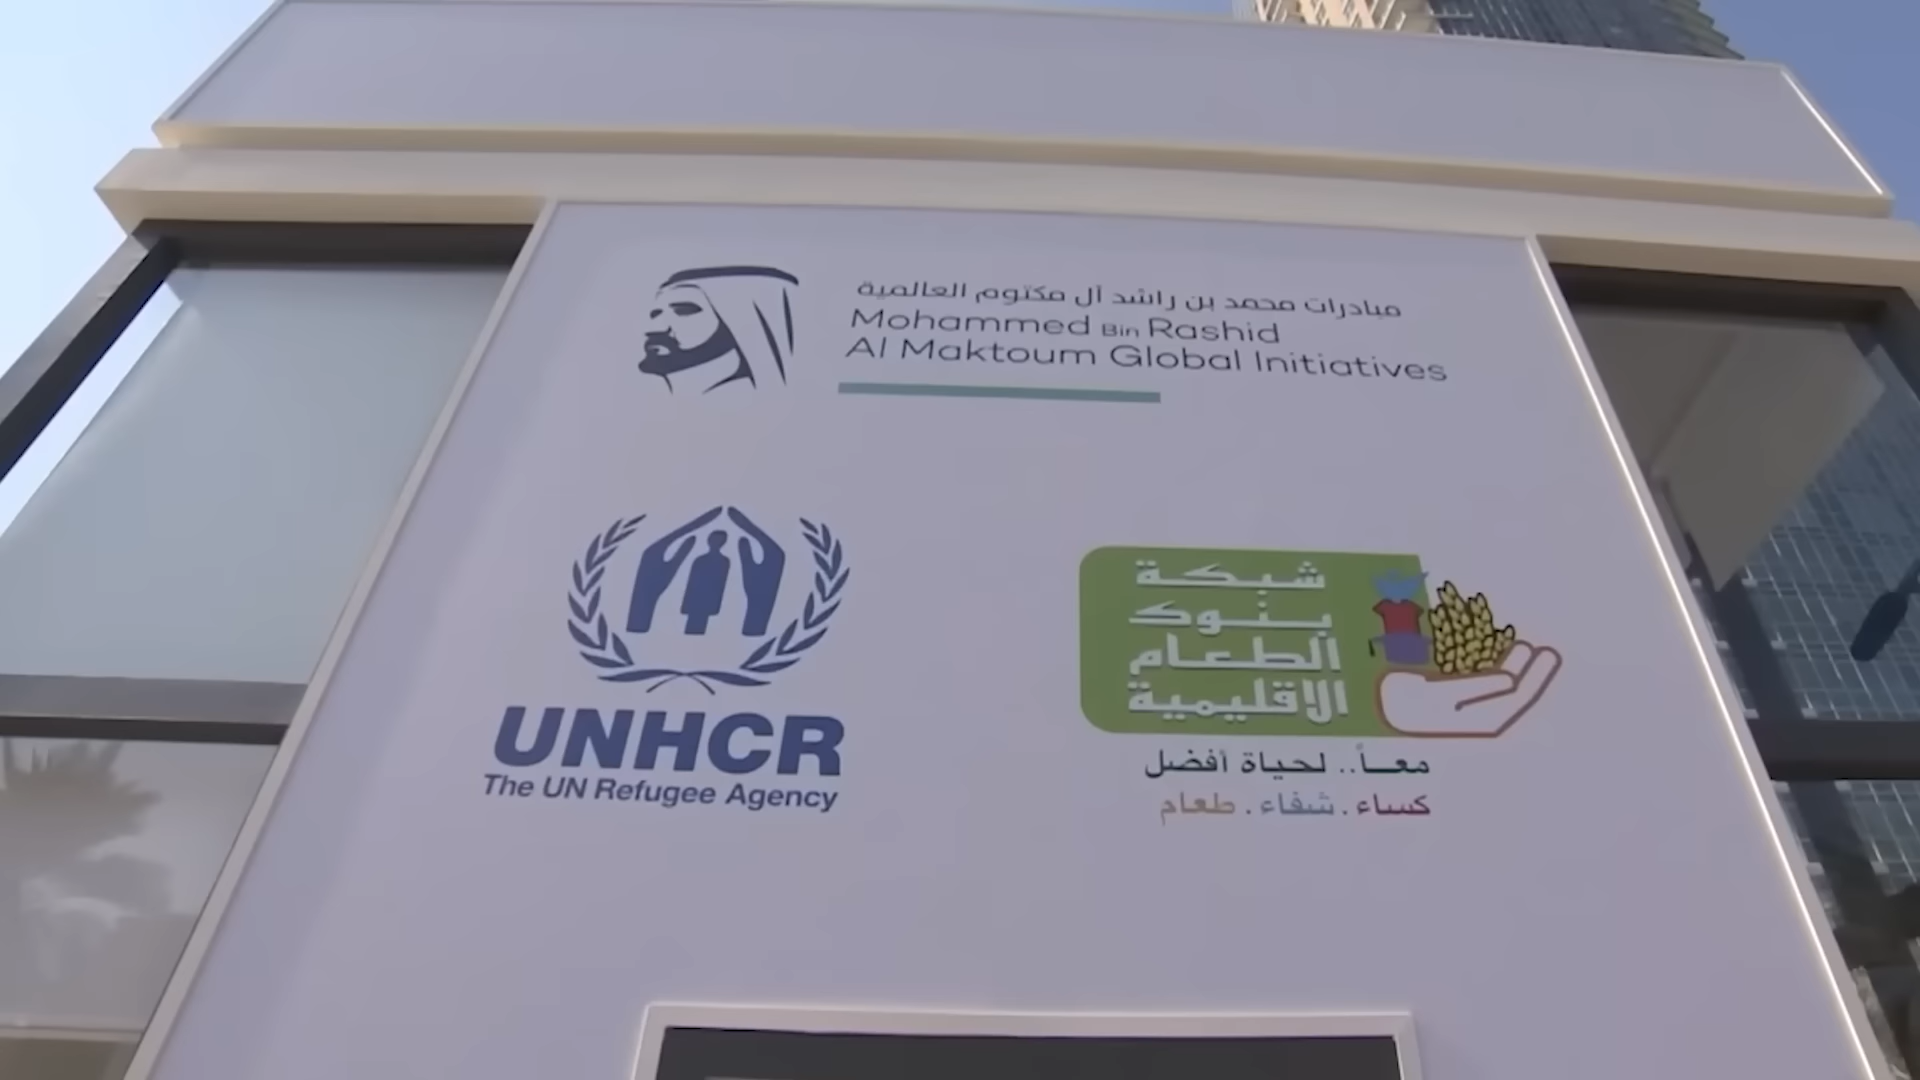 مبادرات محمد بن راشد آل مكتوم العالمية
Mohammed Bin Rashid
Al Maktoum Global Initiatives
UNHCR
The UN Refugee Agency
شبكة
بنوك
الطعام
الاقليمية
معاً.. لحياة أفضل
كساء. شفاء. طعام